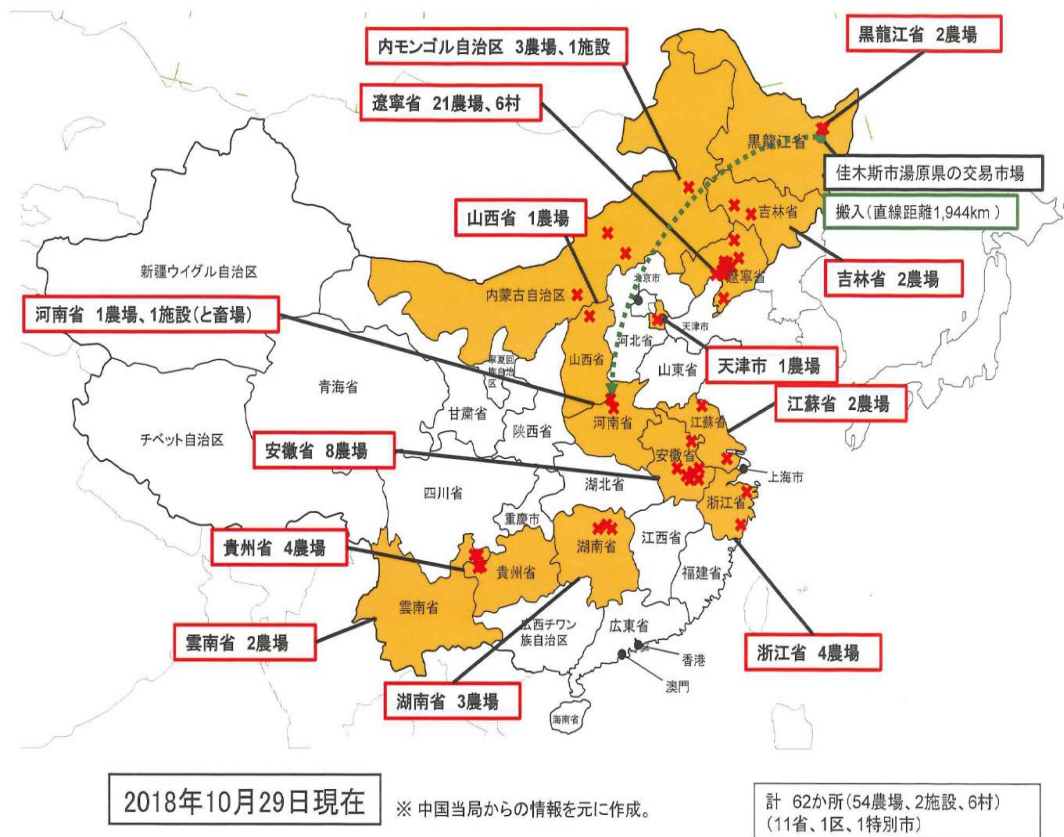 内モンゴル自治区 3農場、1施設
黒龍江省 2農場
遼寧省 21農場、6村
黒龍江省
佳木斯市湯原県の交易市場
搬入(直線距離1,944km )
山西省 1農場
吉林省
新疆ウイグル自治区
遼寧省
吉林省 2農場
内蒙古自治区
河南省 1農場、1施設(と畜場)
天津市
河北省
天津市 1農場
山西省
山東省
青海省
甘粛省
陝西省
河南省
江蘇省
江蘇省 2農場
チベット自治区
安徽省 8農場
安徽省
上海市
四川省
湖北省
浙江省
重慶市
貴州省 4農場
湖南省
江西省
貴州省
福建省
雲南省
雲南省 2農場
広西チワン
族自治区
広東省
香港
浙江省 4農場
澳門
湖南省 3農場
海南省
2018年10月29日現在
※ 中国当局からの情報を元に作成。
計 62か所(54農場、2施設、6村)
(11省、1区、1特別市)